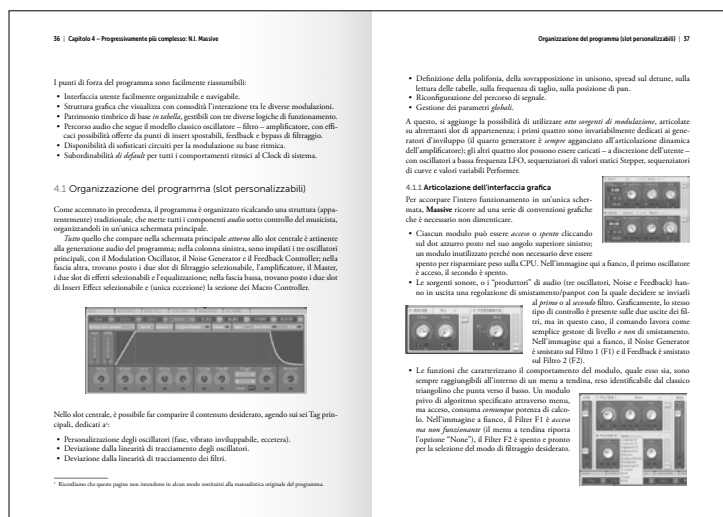 36 | Capitolo 4 – Progressivamente più complesso: N.I. Massive
I punti di forza del programma sono facilmente riassumibili:
• Interfaccia utente facilmente organizzabile e navigabile.
• Struttura grafica che visualizza con comodità l'interazione tra le diverse modulazioni.
• Patrimonio timbrico di base in tabella, gestibili con tre diverse logiche di funzionamento.
• Percorso audio che segue il modello classico oscillatore – filtro – amplificatore, con effi-
caci possibilità offerte da punti di insert spostabili, feedback e bypass di filtraggio.
• Disponibilità di sofisticati circuiti per la modulazione su base ritmica.
• Subordinabilità di default per tutti i comportamenti ritmici al Clock di sistema.
4.1 Organizzazione del programma (slot personalizzabili)
Come accennato in precedenza, il programma è organizzato ricalcando una struttura (appa-
rentemente) tradizionale, che mette tutti i componenti audio sotto controllo del musicista,
organizzandoli in un'unica schermata principale.
Tutto quello che compare nella schermata principale attorno allo slot centrale è attinente
alla generazione audio del programma; nella colonna sinistra, sono impilati i tre oscillatori
principali, con il Modulation Oscillator, il Noise Generator e il Feedback Controller; nella
fascia altra, trovano posto i due slot di filtraggio selezionabile, l'amplificatore, il Master,
i due slot di effetti selezionabili e l'equalizzazione; nella fascia bassa, trovano posto i due slot
di Insert Effect selezionabile e (unica eccezione) la sezione dei Macro Controller.
Nello slot centrale, è possibile far comparire il contenuto desiderato, agendo sui sei Tag prin-
cipali, dedicati a¹:
• Personalizzazione degli oscillatori (fase, vibrato inviluppabile, eccetera).
• Deviazione dalla linearità di tracciamento degli oscillatori.
• Deviazione dalla linearità di tracciamento dei filtri.
¹ Ricordiamo che queste pagine non intendono in alcun modo sostituirsi alla manualistica originale del programma.
Organizzazione del programma (slot personalizzabili) | 37
• Definizione della polifonia, della sovrapposizione in unisono, spread sul detune, sulla
lettura delle tabelle, sulla frequenza di taglio, sulla posizione di pan.
• Riconfigurazione del percorso di segnale.
• Gestione dei parametri globali.
A questo, si aggiunge la possibilità di utilizzare otto sorgenti di modulazione, articolate
su altrettanti slot di appartenenza; i primi quattro sono invariabilmente dedicati ai gene-
ratori d'inviluppo (il quarto generatore è sempre agganciato all'articolazione dinamica
dell'amplificatore); gli altri quattro slot possono essere caricati – a discrezione dell'utente –
con oscillatori a bassa frequenza LFO, sequenziatori di valori statici Stepper, sequenziatori
di curve e valori variabili Performer.
4.1.1 Articolazione dell'interfaccia grafica
Per accorpare l'intero funzionamento in un'unica scher-
mata, Massive ricorre ad una serie di convenzioni grafiche
che è necessario non dimenticare.
• Ciascun modulo può essere acceso o spento cliccando
sul dot azzurro posto nel suo angolo superiore sinistro;
un modulo inutilizzato perché non necessario deve essere
spento per risparmiare peso sulla CPU. Nell'immagine qui a fianco, il primo oscillatore
è acceso, il secondo è spento.
• Le sorgenti sonore, o i "produttori" di audio (tre oscillatori, Noise e Feedback) han-
no in uscita una regolazione di smistamento/panpot con la quale decidere se inviarli
al primo o al secondo filtro. Graficamente, lo stesso
tipo di controllo è presente sulle due uscite dei fil-
tri, ma in questo caso, il comando lavora come
semplice gestore di livello e non di smistamento.
Nell'immagine qui a fianco, il Noise Generator
è smistato sul Filtro 1 (F1) e il Feedback è smistato
sul Filtro 2 (F2).
• Le funzioni che caratterizzano il comportamento del modulo, quale esso sia, sono
sempre raggiungibili all'interno di un menu a tendina, reso identificabile dal classico
triangolino che punta verso il basso. Un modulo
privo di algoritmo specificato attraverso menu,
ma acceso, consuma comunque potenza di calco-
lo. Nell'immagine a fianco, il Filter F1 è acceso
ma non funzionante (il menu a tendina riporta
l'opzione "None"), il Filter F2 è spento e pronto
per la selezione del modo di filtraggio desiderato.